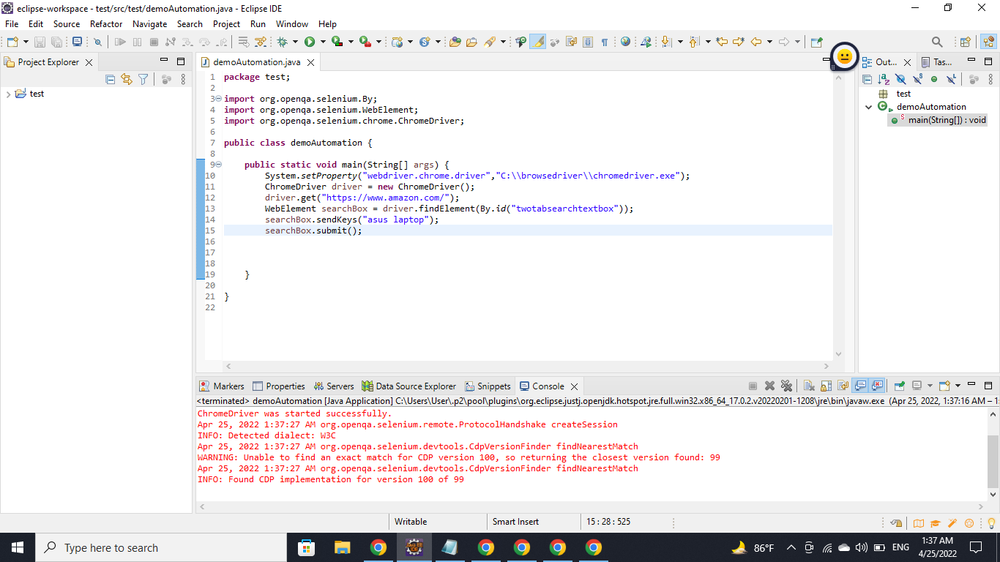 eclipse-workspace - test/src/test/demoAutomation.java - Eclipse IDE
File Edit Source Refactor Navigate Search Project Run Window Help
Project Explorer
test
demoAutomation.java
1 package test;
2
3 import org.openqa.selenium.By;
4 import org.openqa.selenium.WebElement;
5 import org.openqa.selenium.chrome.ChromeDriver;
6
7 public class demoAutomation {
8
9 public static void main(String[] args) {
10 System.setProperty("webdriver.chrome.driver","C:\\browsedriver\\chromedriver.exe");
11 ChromeDriver driver = new ChromeDriver();
12 driver.get("https://www.amazon.com/");
13 WebElement searchBox = driver.findElement(By.id("twotabsearchtextbox"));
14 searchBox.sendKeys("asus laptop");
15 searchBox.submit();
16
17
18
19 }
20
21 }
22
Out... Tas...
test
demoAutomation
main(String[]) : void
Markers Properties Servers Data Source Explorer Snippets Console
<terminated> demoAutomation [Java Application] C:\Users\User\.p2\pool\plugins\org.eclipse.justj.openjdk.hotspot.jre.full.win32.x86_64_17.0.2.v20220201-1208\jre\bin\javaw.exe (Apr 25, 2022, 1:37:16 AM – 1:
ChromeDriver was started successfully.
Apr 25, 2022 1:37:27 AM org.openqa.selenium.remote.ProtocolHandshake createSession
INFO: Detected dialect: W3C
Apr 25, 2022 1:37:27 AM org.openqa.selenium.devtools.CdpVersionFinder findNearestMatch
WARNING: Unable to find an exact match for CDP version 100, so returning the closest version found: 99
Apr 25, 2022 1:37:27 AM org.openqa.selenium.devtools.CdpVersionFinder findNearestMatch
INFO: Found CDP implementation for version 100 of 99
Writable Smart Insert 15 : 28 : 525
Type here to search
86°F ENG
1:37 AM
4/25/2022